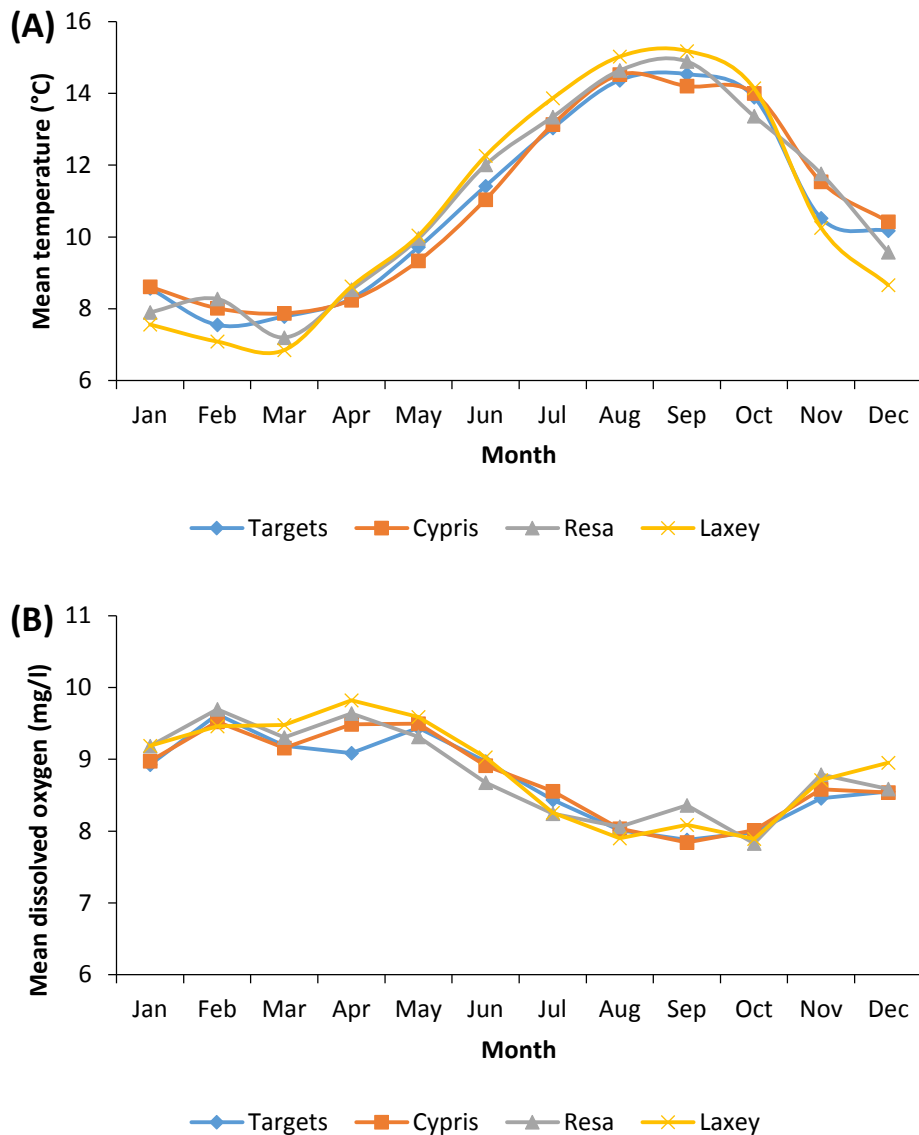 (A)
Mean temperature (°C)
16
14
12
10
8
6
Jan Feb Mar Apr May Jun Jul Aug Sep Oct Nov Dec
Month
Targets Cypris Resa Laxey
(B)
Mean dissolved oxygen (mg/l)
11
10
9
8
7
6
Jan Feb Mar Apr May Jun Jul Aug Sep Oct Nov Dec
Month
Targets Cypris Resa Laxey